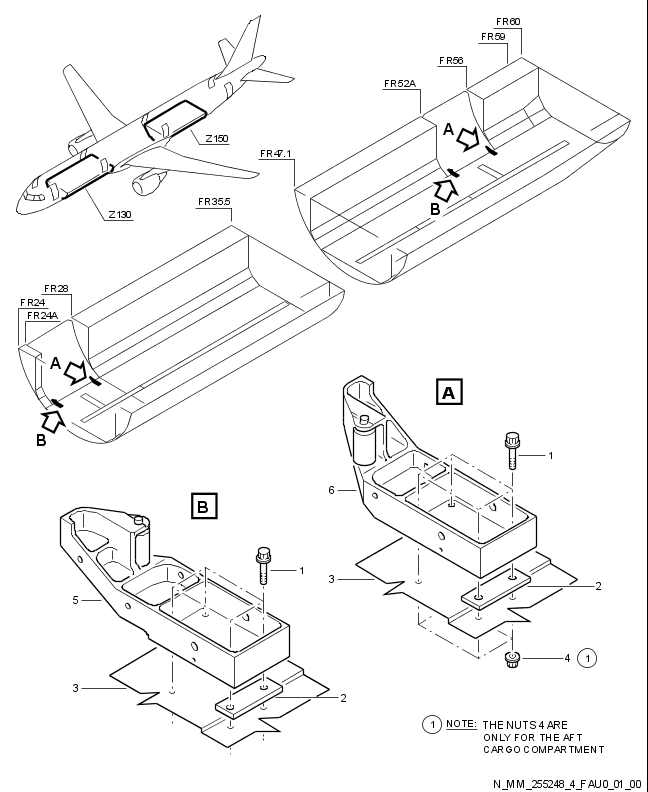 FR60
FR59
FR56
FR52A
A
Z150
FR47.1
B
Z130
FR35.5
FR28
FR24
FR24A
A
B
A
1
6
B
3
1
2
5
4 1
3
2
1 NOTE: THE NUTS 4 ARE
ONLY FOR THE AFT
CARGO COMPARTMENT
N_MM_255248_4_FAU0_01_00